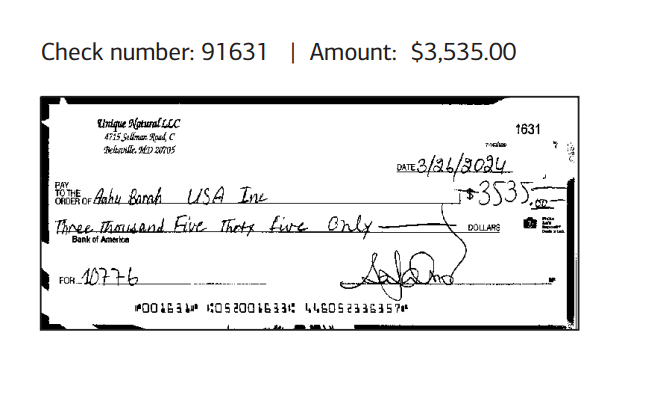 Check number: 91631 | Amount: $3,535.00
Unique Natural LLC
4715 Sellman Road, C
Beltsville, MD 20705
1631
DATE 3/26/2024
PAY
TO THE
ORDER OF Aahu Barah USA Inc $3535.00
Three Thousand Five Thotx five Only DOLLARS
Bank of America
FOR 10776
⑈001631⑈ ⑆052001633⑆ 446052336357⑈